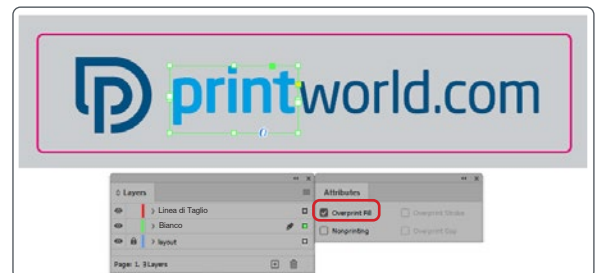 printworld.com
Layers
Linea di Taglio
Bianco
layout
Page: 1, 3 Layers
Attributes
Overprint Fill
Overprint Stroke
Nonprinting
Overprint Gap